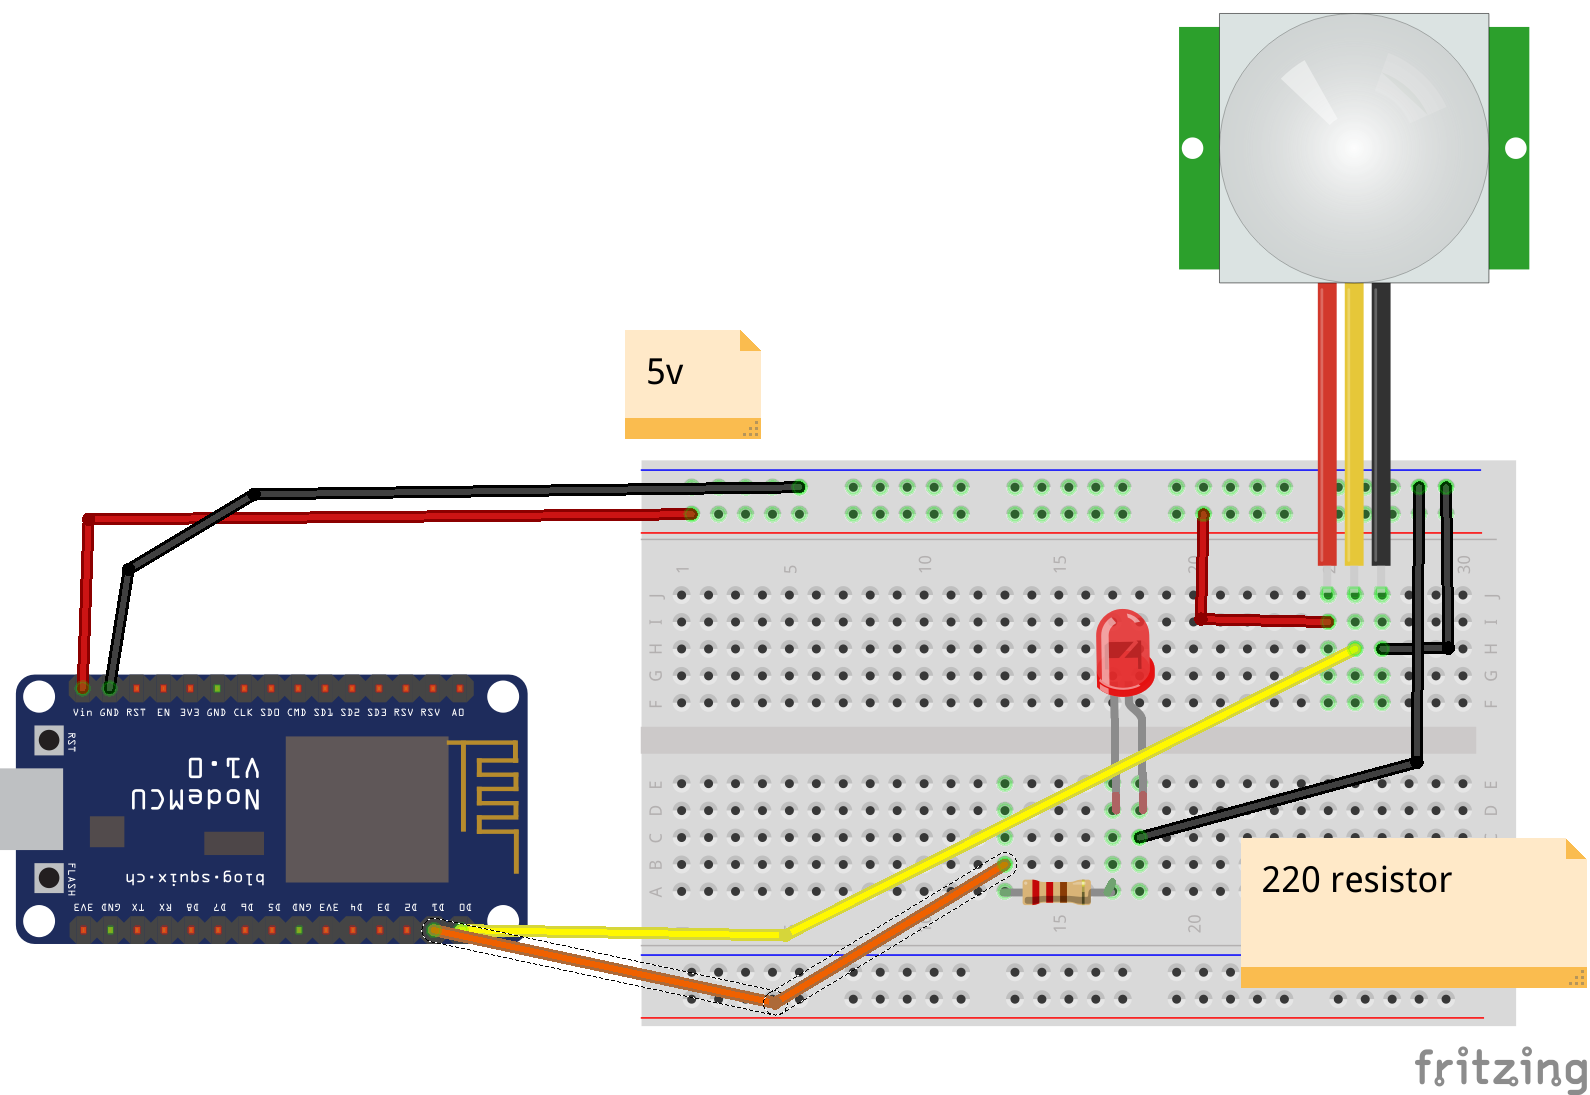 5v
1 5 10 15 20 30
J J
I I
H H
G G
F F
Vin GND RST EN 3V3 GND CLK SD0 CMD SD1 SD2 SD3 RSV RSV A0
RST
NodeMCU
V1.0
blog.squix.ch
FLASH
3V3 GND TX RX D8 D7 D6 D5 GND 3V3 D4 D3 D2 D1 D0
E E
D D
C
B
A
15 20
220 resistor
fritzing